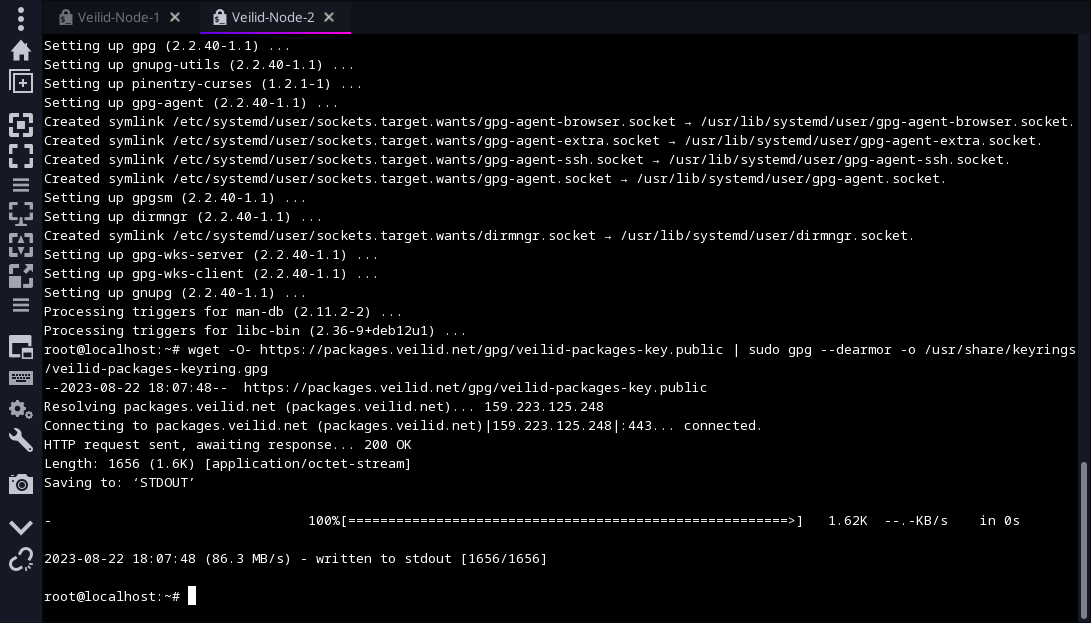 Veilid-Node-1 Veilid-Node-2
Setting up gpg (2.2.40-1.1) ...
Setting up gnupg-utils (2.2.40-1.1) ...
Setting up pinentry-curses (1.2.1-1) ...
Setting up gpg-agent (2.2.40-1.1) ...
Created symlink /etc/systemd/user/sockets.target.wants/gpg-agent-browser.socket → /usr/lib/systemd/user/gpg-agent-browser.socket.
Created symlink /etc/systemd/user/sockets.target.wants/gpg-agent-extra.socket → /usr/lib/systemd/user/gpg-agent-extra.socket.
Created symlink /etc/systemd/user/sockets.target.wants/gpg-agent-ssh.socket → /usr/lib/systemd/user/gpg-agent-ssh.socket.
Created symlink /etc/systemd/user/sockets.target.wants/gpg-agent.socket → /usr/lib/systemd/user/gpg-agent.socket.
Setting up gpgsm (2.2.40-1.1) ...
Setting up dirmngr (2.2.40-1.1) ...
Created symlink /etc/systemd/user/sockets.target.wants/dirmngr.socket → /usr/lib/systemd/user/dirmngr.socket.
Setting up gpg-wks-server (2.2.40-1.1) ...
Setting up gpg-wks-client (2.2.40-1.1) ...
Setting up gnupg (2.2.40-1.1) ...
Processing triggers for man-db (2.11.2-2) ...
Processing triggers for libc-bin (2.36-9+deb12u1) ...
root@localhost:~# wget -O- https://packages.veilid.net/gpg/veilid-packages-key.public | sudo gpg --dearmor -o /usr/share/keyrings
/veilid-packages-keyring.gpg
--2023-08-22 18:07:48--  https://packages.veilid.net/gpg/veilid-packages-key.public
Resolving packages.veilid.net (packages.veilid.net)... 159.223.125.248
Connecting to packages.veilid.net (packages.veilid.net)|159.223.125.248|:443... connected.
HTTP request sent, awaiting response... 200 OK
Length: 1656 (1.6K) [application/octet-stream]
Saving to: ‘STDOUT’
- 100%[=======================================================>] 1.62K --.-KB/s in 0s
2023-08-22 18:07:48 (86.3 MB/s) - written to stdout [1656/1656]
root@localhost:~#